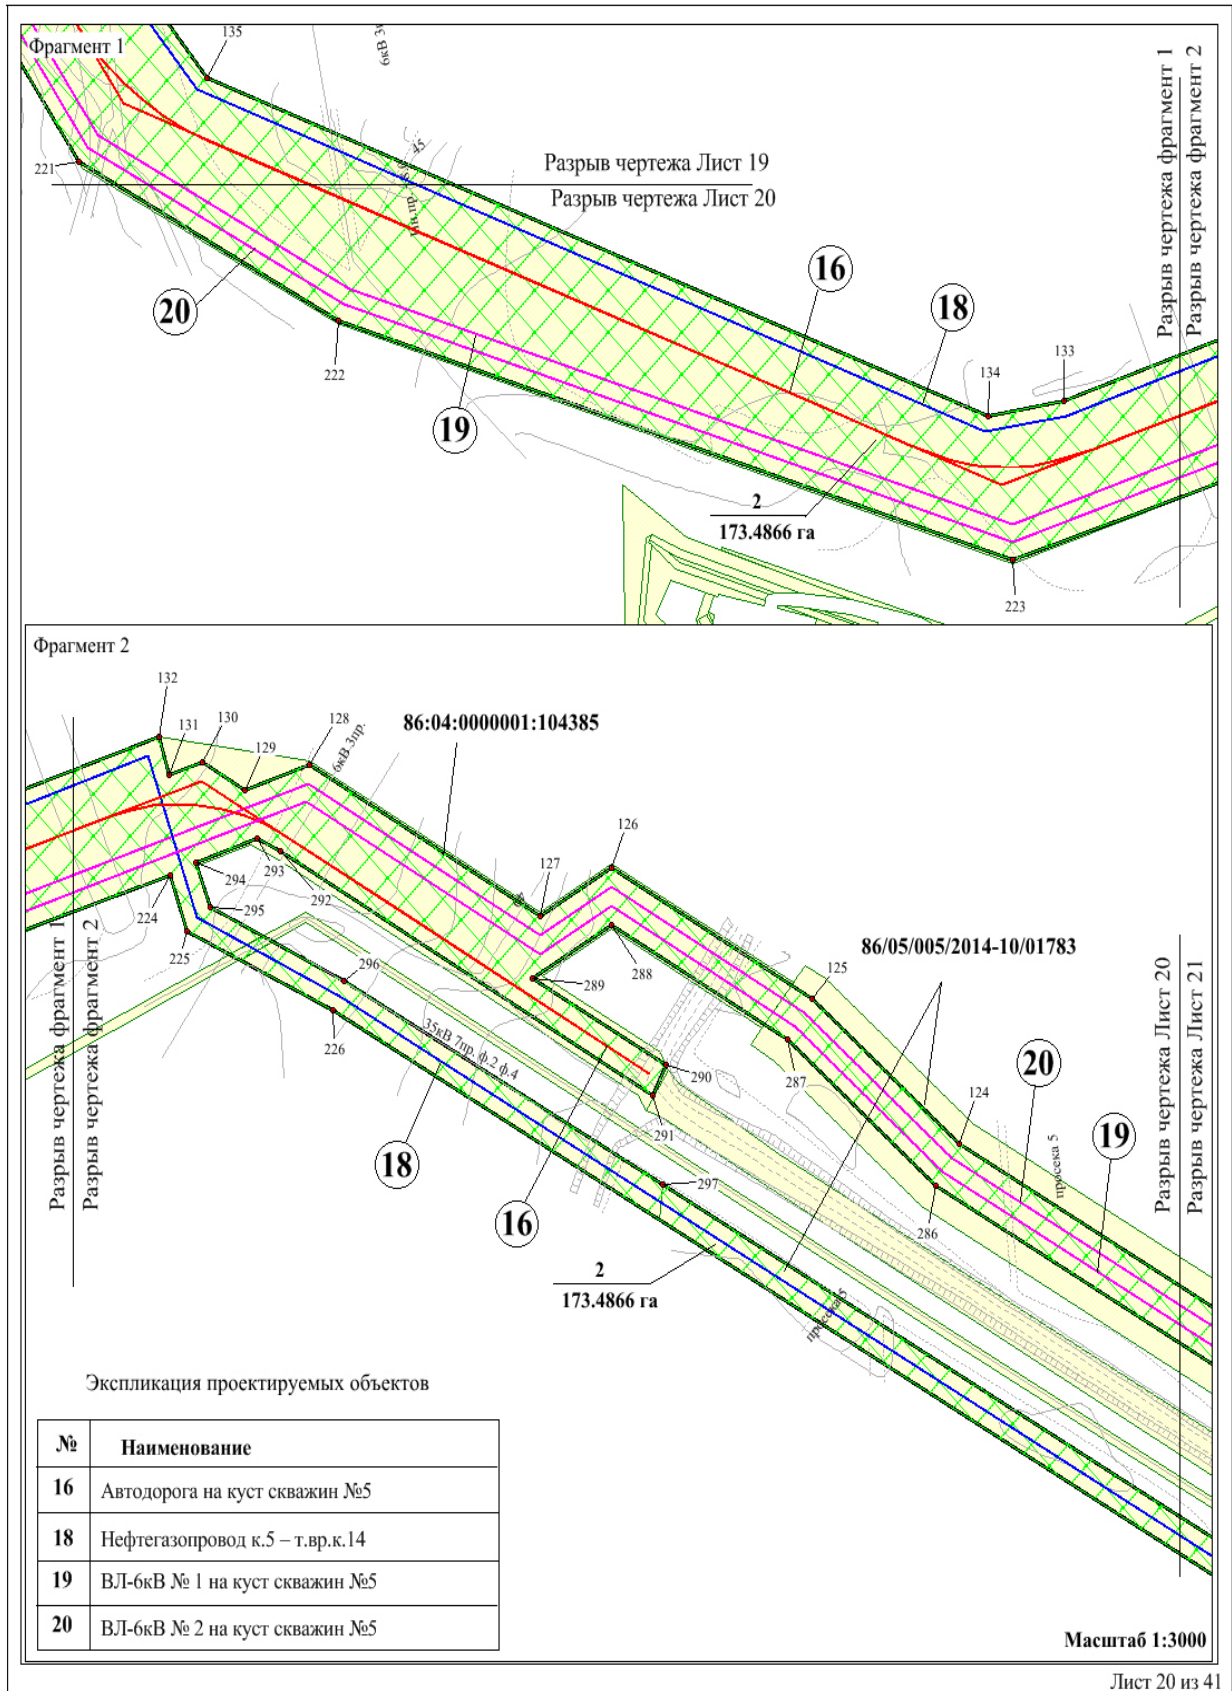 Фрагмент 1
135
6кВ 3
221
45
Разрыв чертежа Лист 19
Разрыв чертежа Лист 20
Разрыв чертежа фрагмент 1
Разрыв чертежа фрагмент 2
16
18
20
19
222
134
133
2
173.4866 га
223
Фрагмент 2
132
131
130
129
128
6кВ 3пр.
86:04:0000001:104385
126
127
125
86/05/005/2014-10/01783
294
293
292
295
224
225
296
226
289
288
287
290
291
124
20
19
286
просека 5
35кВ 7пр. ф.2 ф.4
18
16
297
2
173.4866 га
просека 5
Разрыв чертежа фрагмент 1
Разрыв чертежа фрагмент 2
Разрыв чертежа Лист 20
Разрыв чертежа Лист 21
Экспликация проектируемых объектов
№ Наименование
16 Автодорога на куст скважин №5
18 Нефтегазопровод к.5 – т.вр.к.14
19 ВЛ-6кВ № 1 на куст скважин №5
20 ВЛ-6кВ № 2 на куст скважин №5
Масштаб 1:3000
Лист 20 из 41